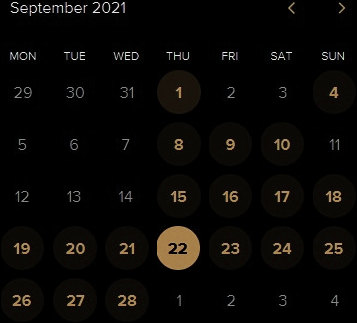 September 2021
MON TUE WED THU FRI SAT SUN
29 30 31 1 2 3 4
5 6 7 8 9 10 11
12 13 14 15 16 17 18
19 20 21 22 23 24 25
26 27 28 1 2 3 4